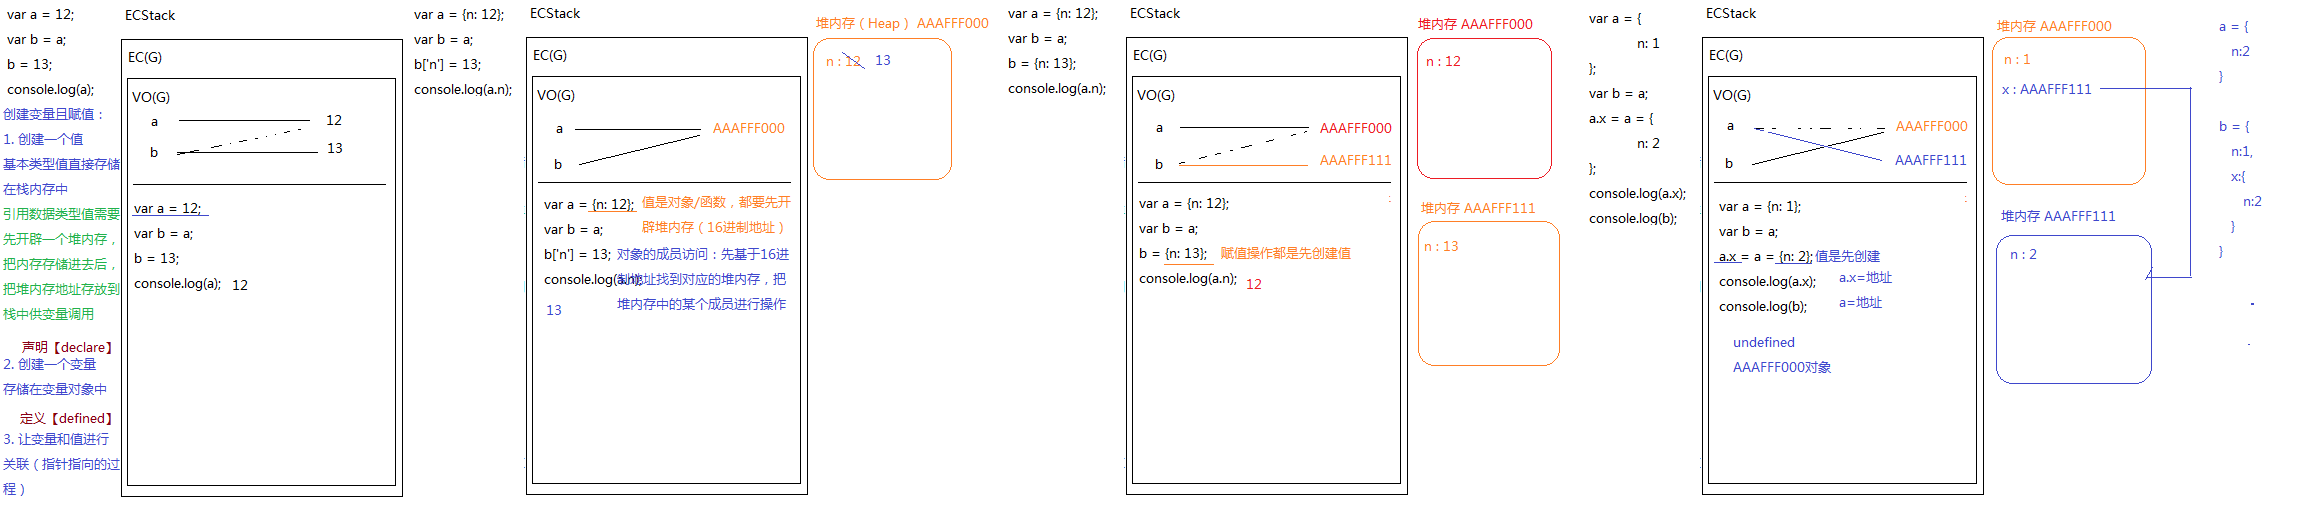 var a = 12;
var b = a;
b = 13;
console.log(a);
创建变量且赋值：
1. 创建一个值
基本类型值直接存储
在栈内存中
引用数据类型值需要
先开辟一个堆内存，
把内存存储进去后，
把堆内存地址存放到
栈中供变量调用
声明【declare】
2. 创建一个变量
存储在变量对象中
定义【defined】
3. 让变量和值进行
关联（指针指向的过
程）
ECStack
EC(G)
VO(G)
a
12
b
13
var a = 12;
var b = a;
b = 13;
console.log(a);
12
var a = {n: 12};
var b = a;
b['n'] = 13;
console.log(a.n);
ECStack
EC(G)
VO(G)
a
AAAFFF000
b
var a = {n: 12};
值是对象/函数，都要先开
辟堆内存（16进制地址）
var b = a;
b['n'] = 13;
对象的成员访问：先基于16进
制地址找到对应的堆内存，把
堆内存中的某个成员进行操作
console.log(a.n);
13
堆内存（Heap） AAAFFF000
n : 12
13
var a = {n: 12};
var b = a;
b = {n: 13};
console.log(a.n);
ECStack
EC(G)
VO(G)
a
AAAFFF000
b
AAAFFF111
var a = {n: 12};
var b = a;
b = {n: 13};
赋值操作都是先创建值
console.log(a.n);
12
堆内存 AAAFFF000
n : 12
堆内存 AAAFFF111
n : 13
var a = {
n: 1
};
var b = a;
a.x = a = {
n: 2
};
console.log(a.x);
console.log(b);
ECStack
EC(G)
VO(G)
a
AAAFFF000
b
AAAFFF111
var a = {n: 1};
var b = a;
a.x = a = {n: 2};
值是先创建
console.log(a.x);
a.x=地址
console.log(b);
a=地址
undefined
AAAFFF000对象
堆内存 AAAFFF000
n : 1
x : AAAFFF111
堆内存 AAAFFF111
n : 2
a = {
n:2
}
b = {
n:1,
x:{
n:2
}
}